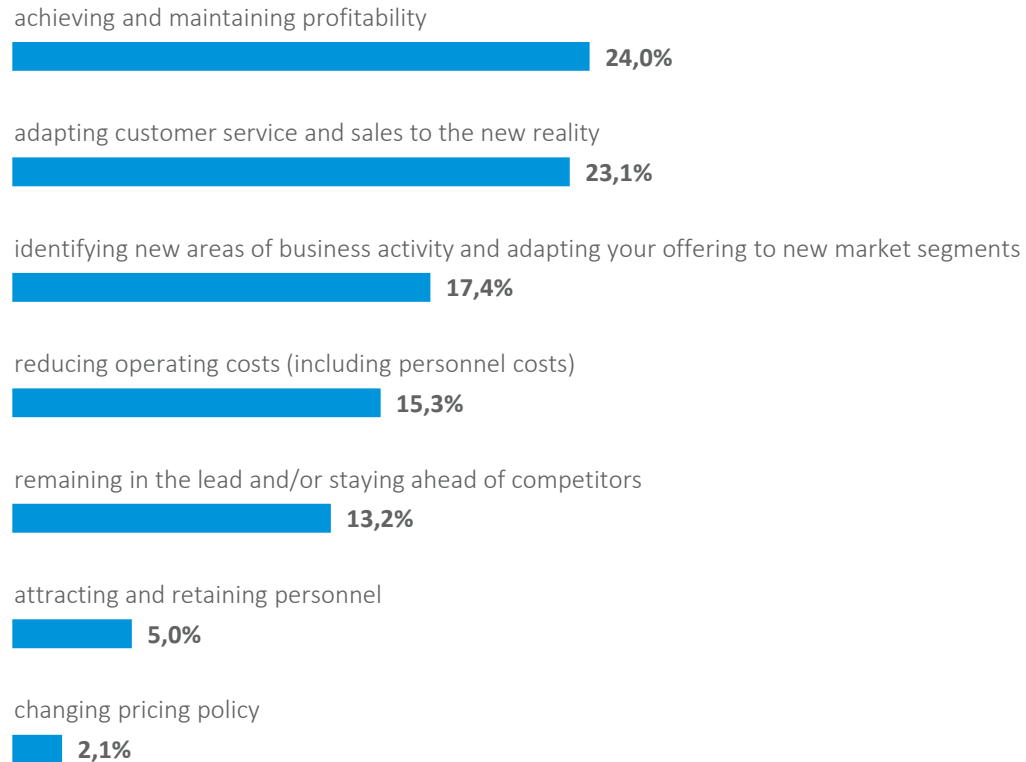 achieving and maintaining profitability
24,0%
adapting customer service and sales to the new reality
23,1%
identifying new areas of business activity and adapting your offering to new market segments
17,4%
reducing operating costs (including personnel costs)
15,3%
remaining in the lead and/or staying ahead of competitors
13,2%
attracting and retaining personnel
5,0%
changing pricing policy
2,1%